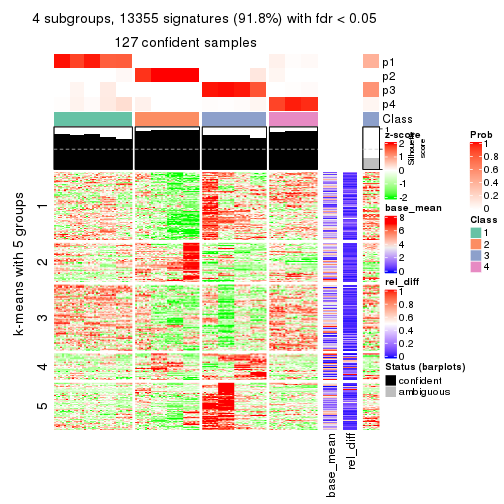 4 subgroups, 13355 signatures (91.8%) with fdr < 0.05
127 confident samples
p1
p2
p3
p4
Class
1
Silhouette
score
k-means with 5 groups
1
2
3
4
5
base_mean
rel_diff
z-score
2
1
0
-1
-2
base_mean
8
6
4
2
0
rel_diff
1
0.8
0.6
0.4
0.2
0
Status (barplots)
confident
ambiguous
Prob
1
0.8
0.6
0.4
0.2
0
Class
1
2
3
4